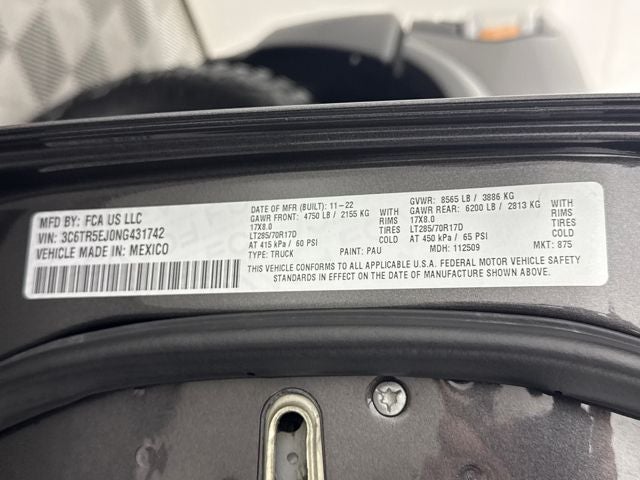 MFD BY: FCA US LLC
VIN: 3C6TR5EJ0NG431742
VEHICLE MADE IN: MEXICO
DATE OF MFR (BUILT): 11-22
GAWR FRONT: 4750 LB / 2155 KG WITH
17X8.0 RIMS
LT285/70R17D TIRES
AT 415 kPa / 60 PSI COLD
TYPE: TRUCK PAINT: PAU
GVWR: 8565 LB / 3886 KG
GAWR REAR: 6200 LB / 2813 KG WITH
17X8.0 RIMS
LT285/70R17D TIRES
AT 450 kPa / 65 PSI COLD
MDH: 112509 MKT: 875
THIS VEHICLE CONFORMS TO ALL APPLICABLE U.S.A. FEDERAL MOTOR VEHICLE SAFETY
STANDARDS IN EFFECT ON THE DATE OF MANUFACTURE SHOWN ABOVE.